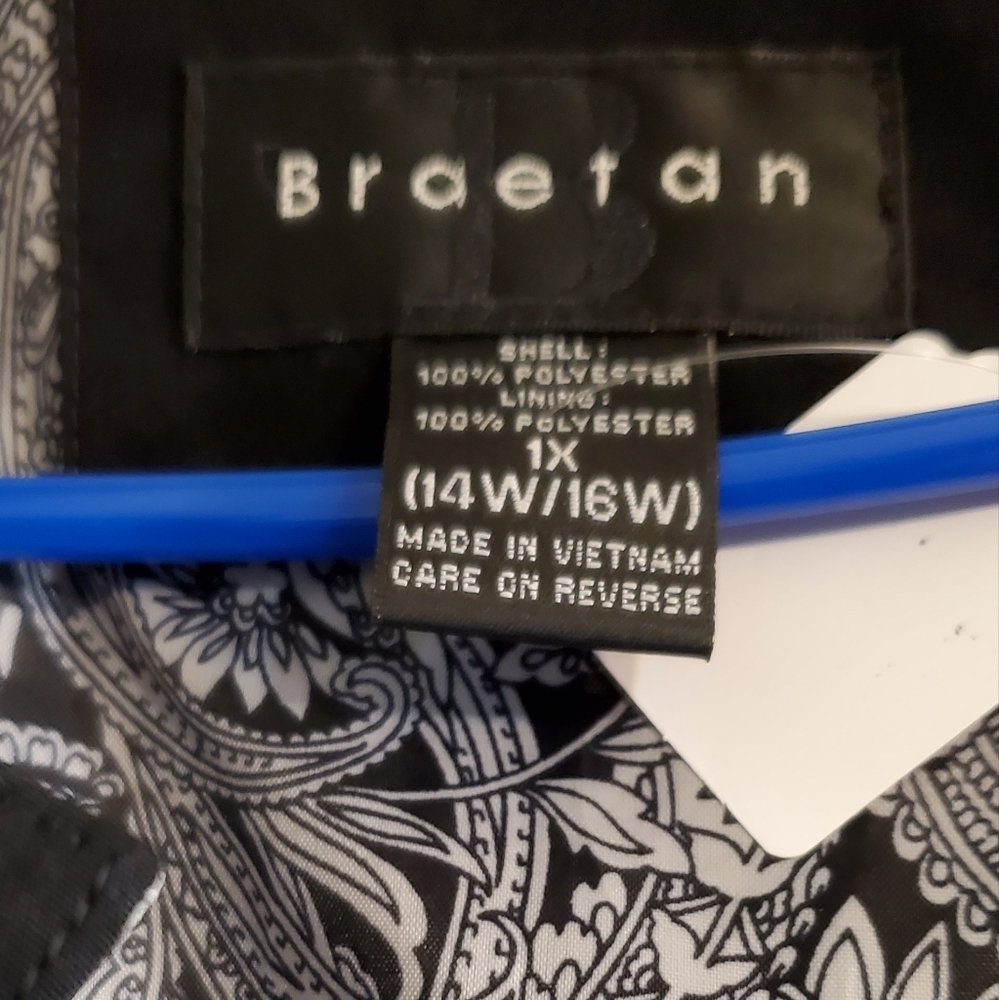 Braetan
SHELL:
100% POLYESTER
LINING:
100% POLYESTER
1X
(14W/16W)
MADE IN VIETNAM
CARE ON REVERSE